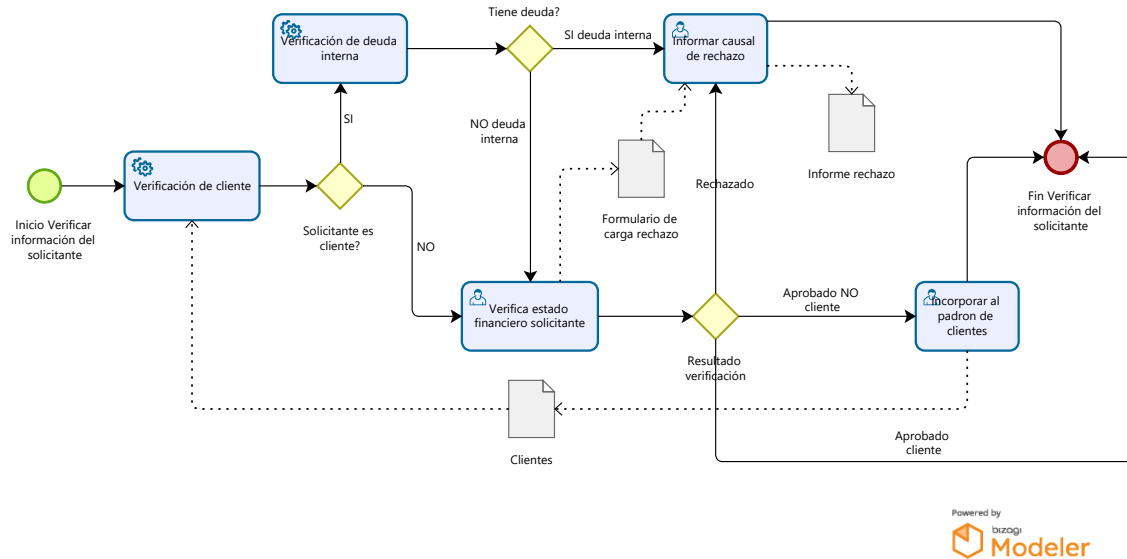 Tiene deuda?
Verificación de deuda
interna
SI deuda interna
Informar causal
de rechazo
SI
NO deuda
interna
Verificación de cliente
Rechazado
Informe rechazo
Inicio Verificar
información del
solicitante
Solicitante es
cliente?
NO
Formulario de
carga rechazo
Fin Verificar
información del
solicitante
Verifica estado
financiero solicitante
Aprobado NO
cliente
Incorporar al
padron de
clientes
Resultado
verificación
Clientes
Aprobado
cliente
Powered by
bizagi
Modeler